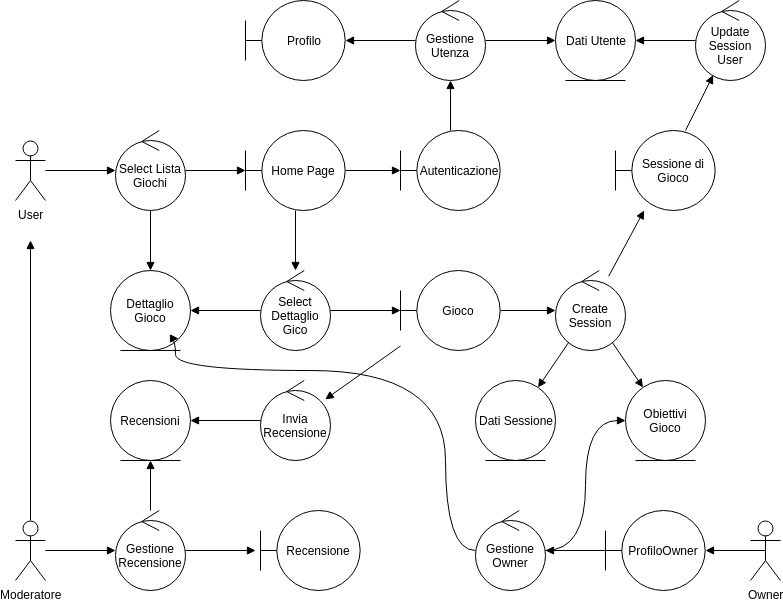 Profilo
Gestione
Utenza
Dati Utente
Update
Session
User
User
Select Lista
Giochi
Home Page
Autenticazione
Sessione di
Gioco
Dettaglio
Gioco
Select
Dettaglio
Gico
Gioco
Create
Session
Recensioni
Invia
Recensione
Dati Sessione
Obiettivi
Gioco
Moderatore
Gestione
Recensione
Recensione
Gestione
Owner
ProfiloOwner
Owner